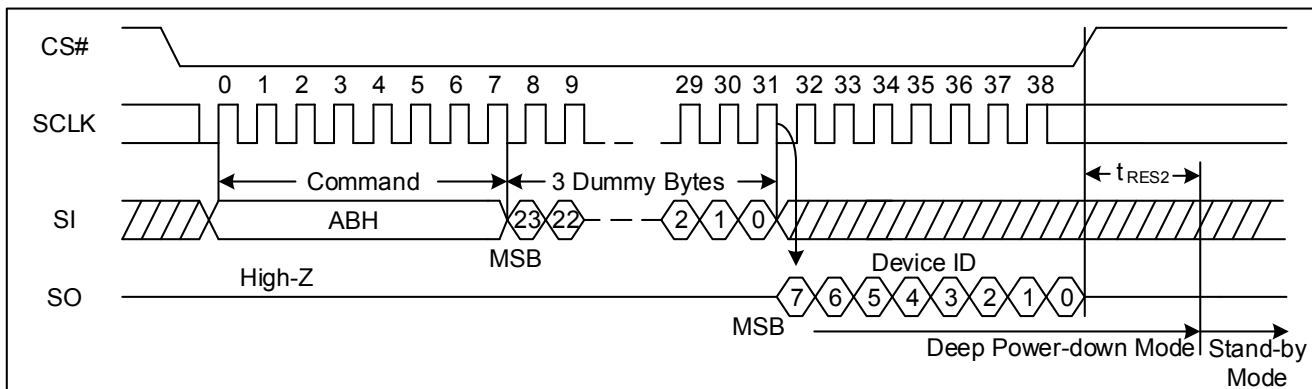 CS#
0 1 2 3 4 5 6 7 8 9 29 30 31 32 33 34 35 36 37 38
SCLK
Command 3 Dummy Bytes tRES2
SI ABH 23 22 2 1 0
MSB
High-Z Device ID
SO 7 6 5 4 3 2 1 0
MSB
Deep Power-down Mode Stand-by
Mode